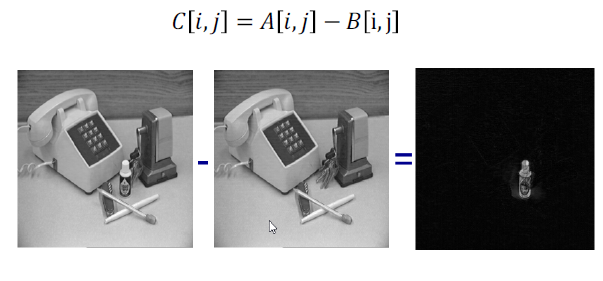 C[i,j] = A[i,j] − B[i,j]
- =